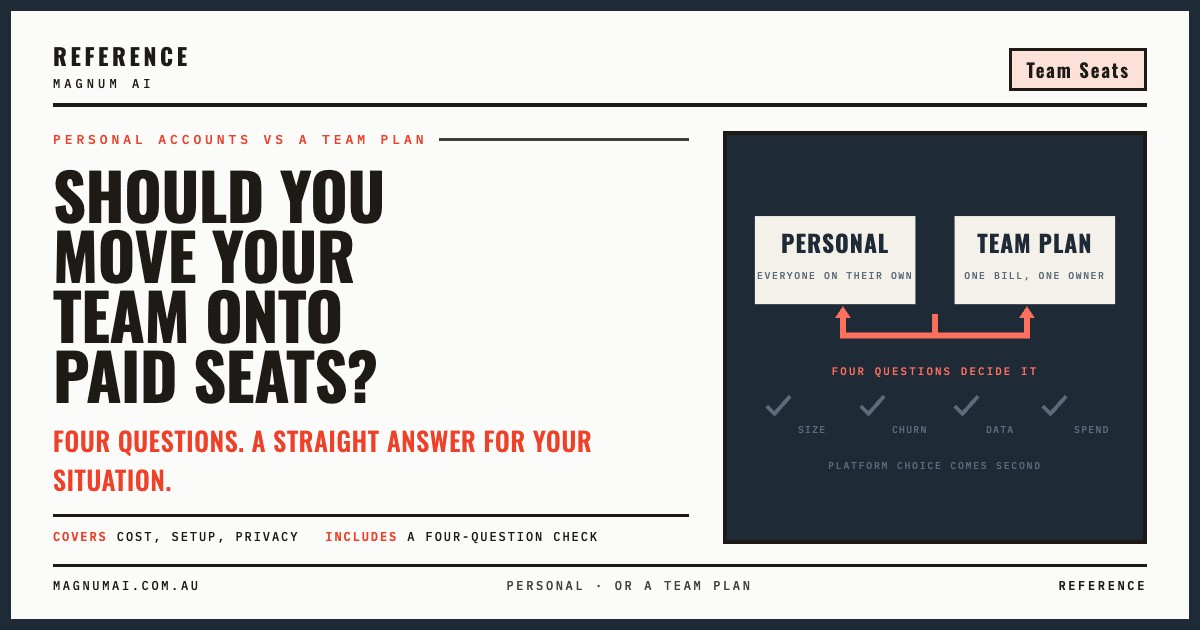 REFERENCE
MAGNUM AI
Team Seats
PERSONAL ACCOUNTS VS A TEAM PLAN
SHOULD YOU
MOVE YOUR
TEAM ONTO
PAID SEATS?
FOUR QUESTIONS. A STRAIGHT ANSWER FOR YOUR
SITUATION.
COVERS COST, SETUP, PRIVACY INCLUDES A FOUR-QUESTION CHECK
PERSONAL
EVERYONE ON THEIR OWN
TEAM PLAN
ONE BILL, ONE OWNER
FOUR QUESTIONS DECIDE IT
SIZE CHURN DATA SPEND
PLATFORM CHOICE COMES SECOND
MAGNUMAI.COM.AU
PERSONAL · OR A TEAM PLAN
REFERENCE